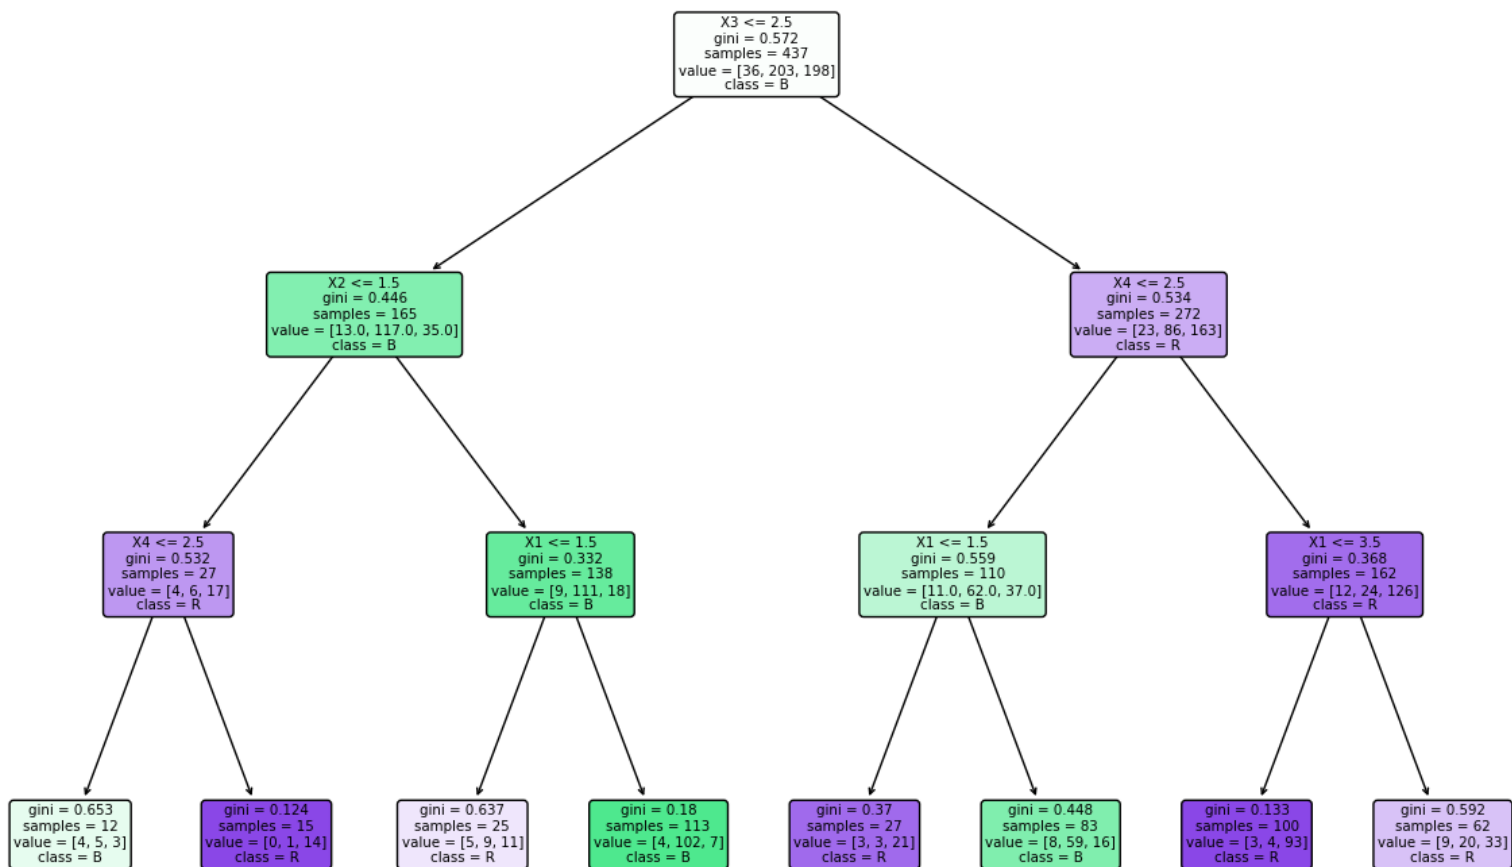 X3 <= 2.5
gini = 0.572
samples = 437
value = [36, 203, 198]
class = B
X2 <= 1.5
gini = 0.446
samples = 165
value = [13.0, 117.0, 35.0]
class = B
X4 <= 2.5
gini = 0.534
samples = 272
value = [23, 86, 163]
class = R
X4 <= 2.5
gini = 0.532
samples = 27
value = [4, 6, 17]
class = R
X1 <= 1.5
gini = 0.332
samples = 138
value = [9, 111, 18]
class = B
X1 <= 1.5
gini = 0.559
samples = 110
value = [11.0, 62.0, 37.0]
class = B
X1 <= 3.5
gini = 0.368
samples = 162
value = [12, 24, 126]
class = R
gini = 0.653
samples = 12
value = [4, 5, 3]
class = B
gini = 0.124
samples = 15
value = [0, 1, 14]
class = R
gini = 0.637
samples = 25
value = [5, 9, 11]
class = R
gini = 0.18
samples = 113
value = [4, 102, 7]
class = B
gini = 0.37
samples = 27
value = [3, 3, 21]
class = R
gini = 0.448
samples = 83
value = [8, 59, 16]
class = B
gini = 0.133
samples = 100
value = [3, 4, 93]
class = R
gini = 0.592
samples = 62
value = [9, 20, 33]
class = R